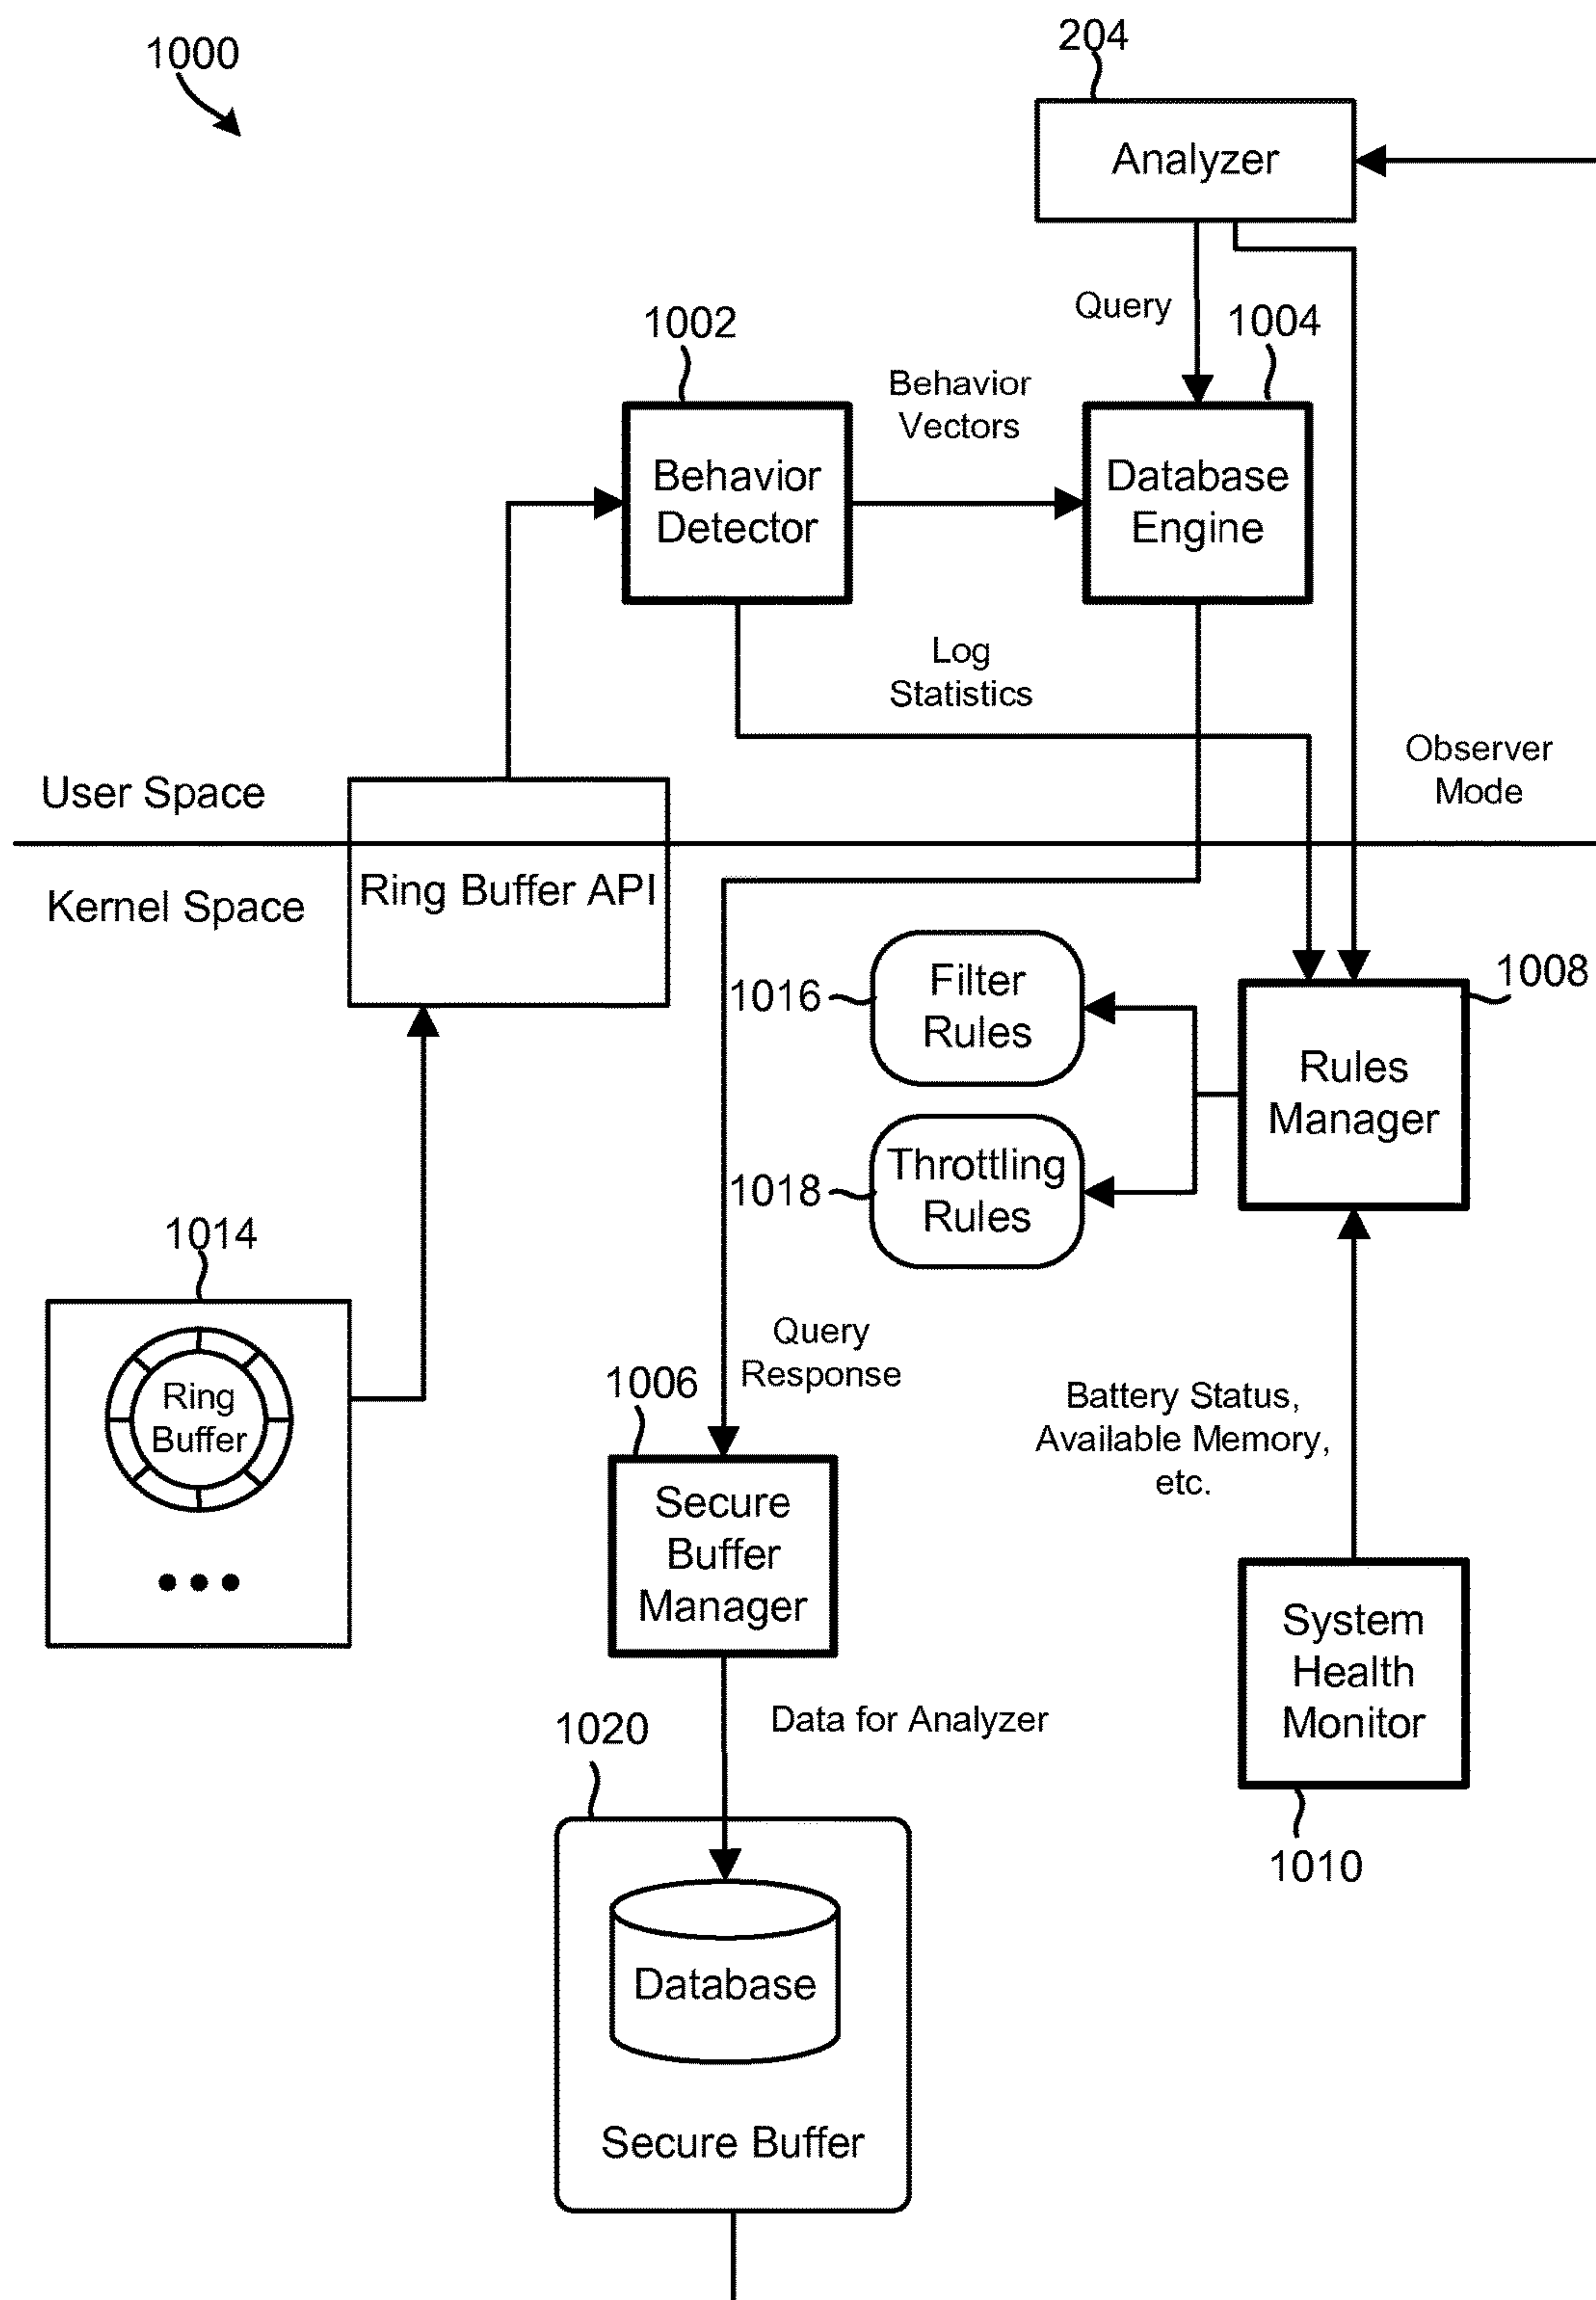 1000
204
Analyzer
Query
1004
1002
Behavior
Vectors
Behavior
Detector
Database
Engine
Log
Statistics
Observer
Mode
User Space
Kernel Space
Ring Buffer API
1016
Filter
Rules
1008
Rules
Manager
1018
Throttling
Rules
1014
Ring
Buffer
Query
Response
1006
Battery Status,
Available Memory,
etc.
Secure
Buffer
Manager
System
Health
Monitor
Data for Analyzer
1020
1010
Database
Secure Buffer